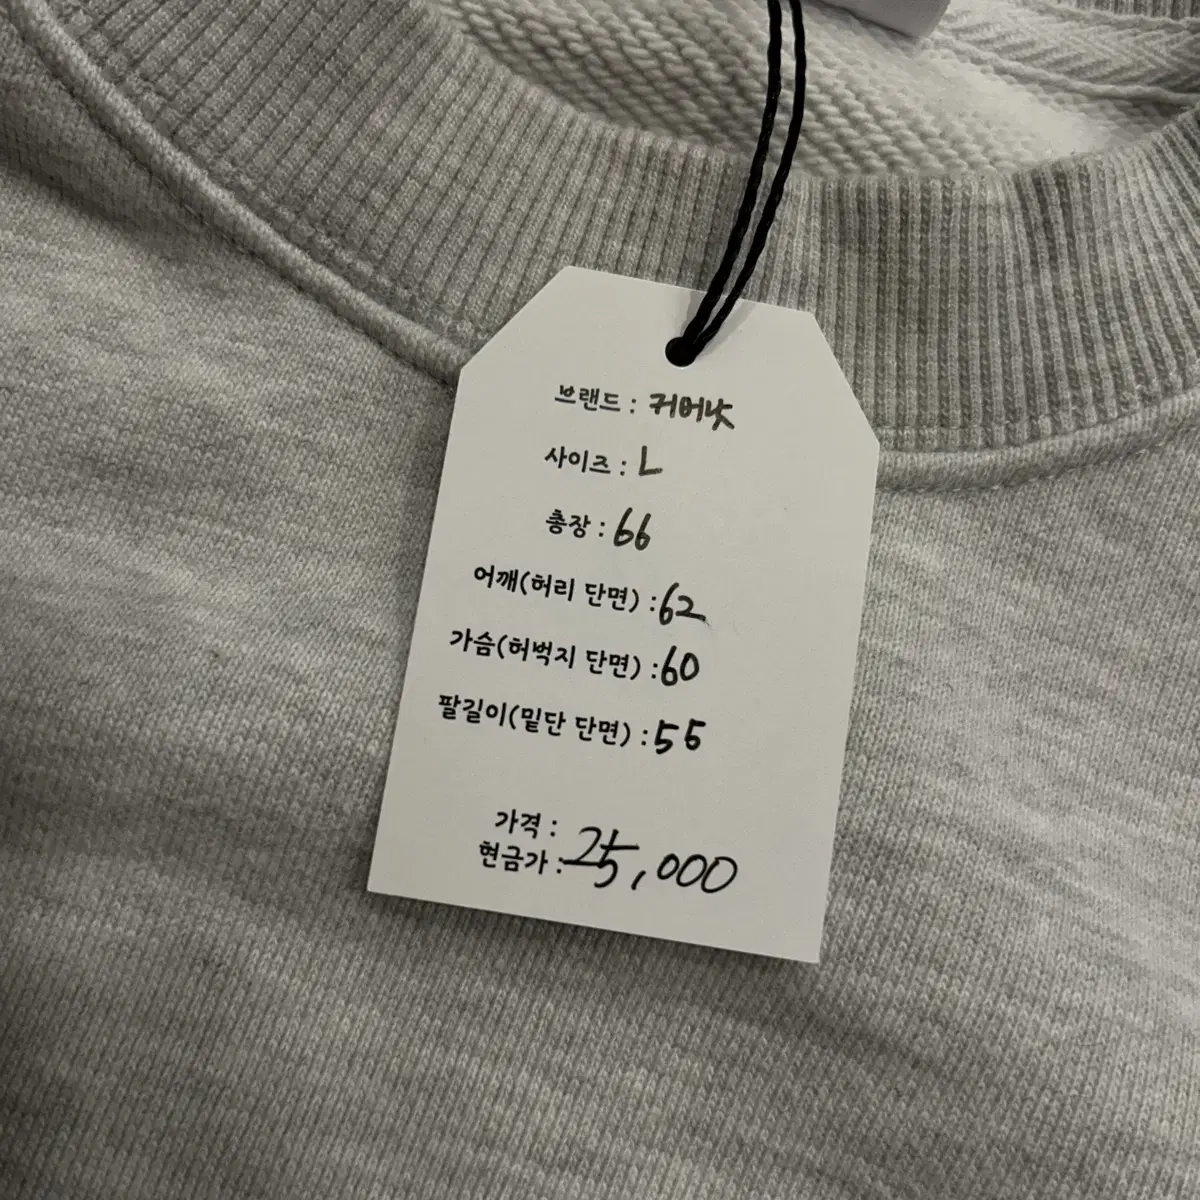 브랜드 : 커버낫
사이즈 : L
총장 : 66
어깨(허리 단면) : 62
가슴(허벅지 단면) : 60
팔길이(밑단 단면) : 55
가격 :
현금가 : 25,000